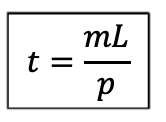 t = mL/p